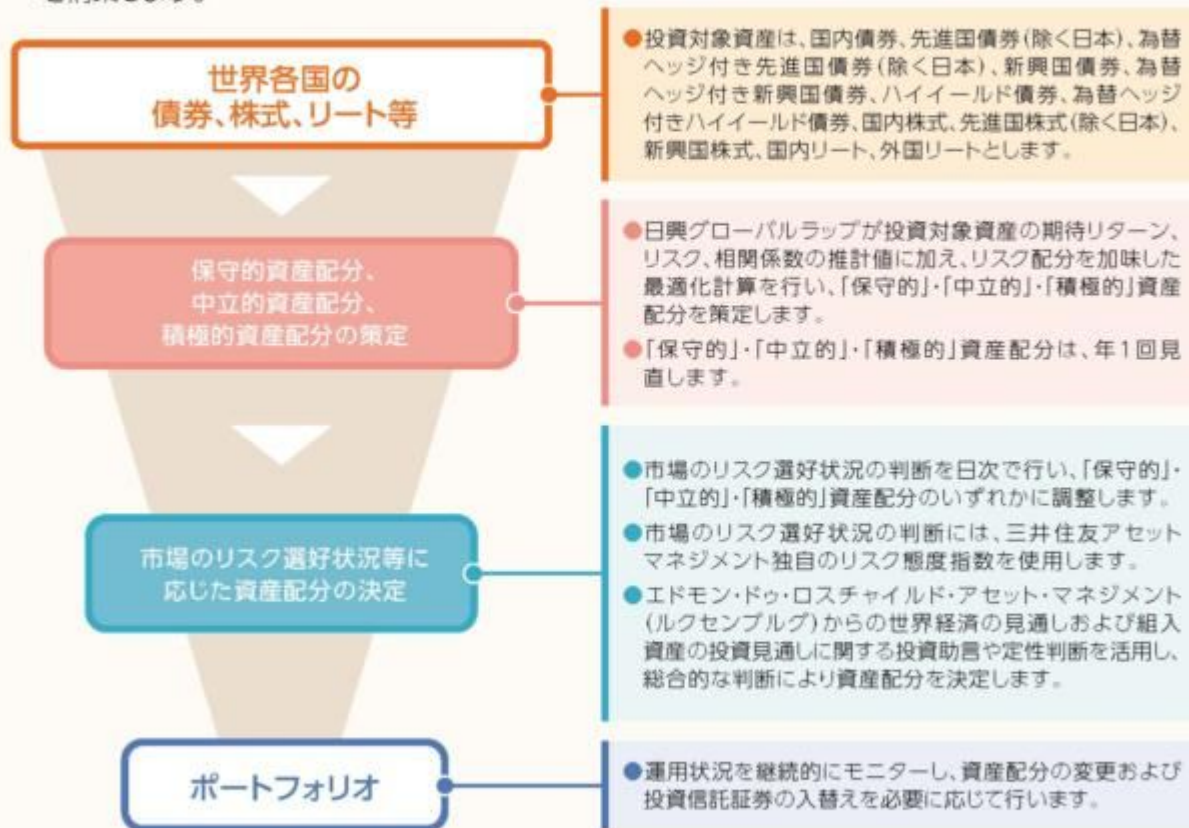 世界各国の
債券、株式、リート等
●投資対象資産は、国内債券、先進国債券(除く日本)、為替
ヘッジ付き先進国債券(除く日本)、新興国債券、為替
ヘッジ付き新興国債券、ハイイールド債券、為替ヘッジ
付きハイイールド債券、国内株式、先進国株式(除く日本)、
新興国株式、国内リート、外国リートとします。
保守的資産配分、
中立的資産配分、
積極的資産配分の策定
●日興グローバルラップが投資対象資産の期待リターン、
リスク、相関係数の推計値に加え、リスク配分を加味した
最適化計算を行い、「保守的」・「中立的」・「積極的」資産
配分を策定します。
●「保守的」・「中立的」・「積極的」資産配分は、年1回見
直します。
市場のリスク選好状況等に
応じた資産配分の決定
●市場のリスク選好状況の判断を日次で行い、「保守的」・
「中立的」・「積極的」資産配分のいずれかに調整します。
●市場のリスク選好状況の判断には、三井住友アセット
マネジメント独自のリスク態度指数を使用します。
●エドモン・ドゥ・ロスチャイルド・アセット・マネジメント
(ルクセンブルグ)からの世界経済の見通しおよび組入
資産の投資見通しに関する投資助言や定性判断を活用し、
総合的な判断により資産配分を決定します。
ポートフォリオ
●運用状況を継続的にモニターし、資産配分の変更および
投資信託証券の入替えを必要に応じて行います。